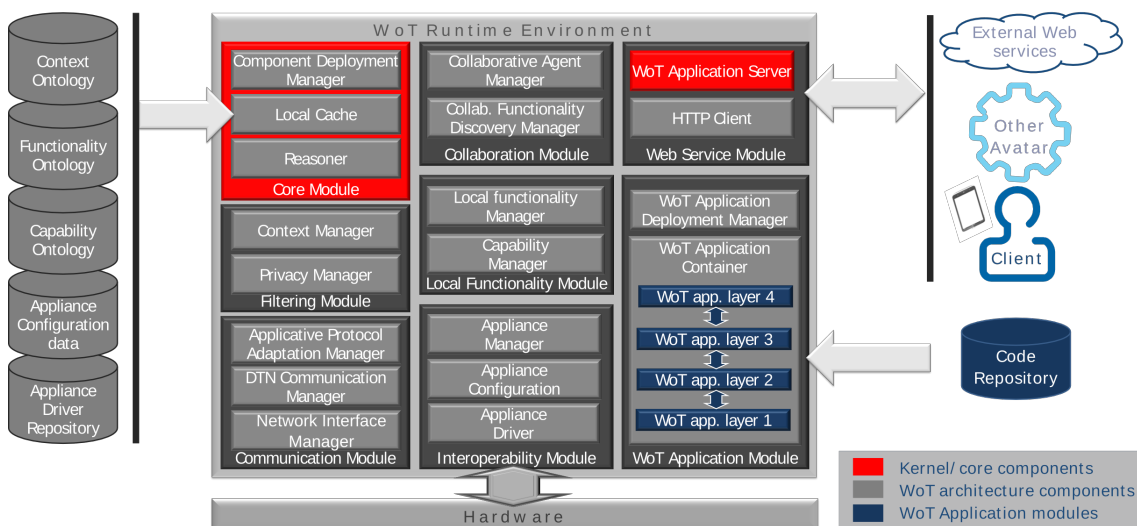 WoT Runtime Environment
Context
Ontology
Functionality
Ontology
Capability
Ontology
Appliance
Configuration
data
Appliance
Driver
Repository
Component Deployment
Manager
Local Cache
Reasoner
Core Module
Context Manager
Privacy Manager
Filtering Module
Applicative Protocol
Adaptation Manager
DTN Communication
Manager
Network Interface
Manager
Communication Module
Collaborative Agent
Manager
Collab. Functionality
Discovery Manager
Collaboration Module
Local functionality
Manager
Capability
Manager
Local Functionality Module
Appliance
Manager
Appliance
Configuration
Appliance
Driver
Interoperability Module
WoT Application Server
HTTP Client
Web Service Module
WoT Application
Deployment Manager
WoT Application
Container
WoT app. layer 4
WoT app. layer 3
WoT app. layer 2
WoT app. layer 1
WoT Application Module
External Web
services
Other
Avatar
Client
Code
Repository
Hardware
Kernel/ core components
WoT architecture components
WoT Application modules